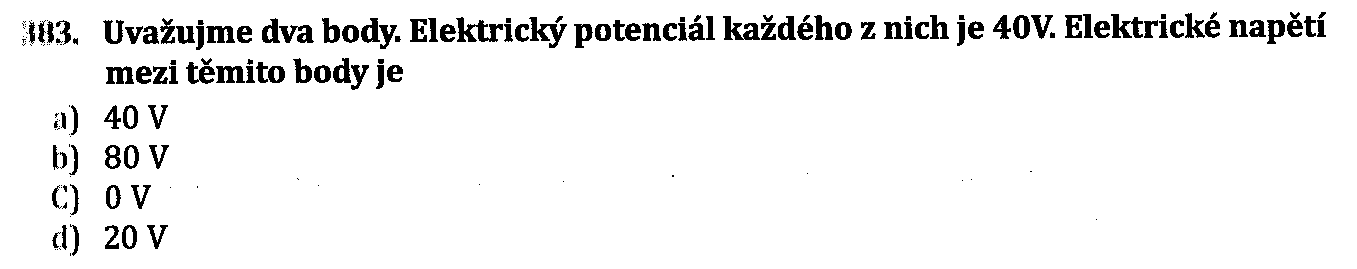 383. Uvažujme dva body. Elektrický potenciál každého z nich je 40V. Elektrické napětí
mezi těmito body je
a) 40 V
b) 80 V
C) 0 V
d) 20 V